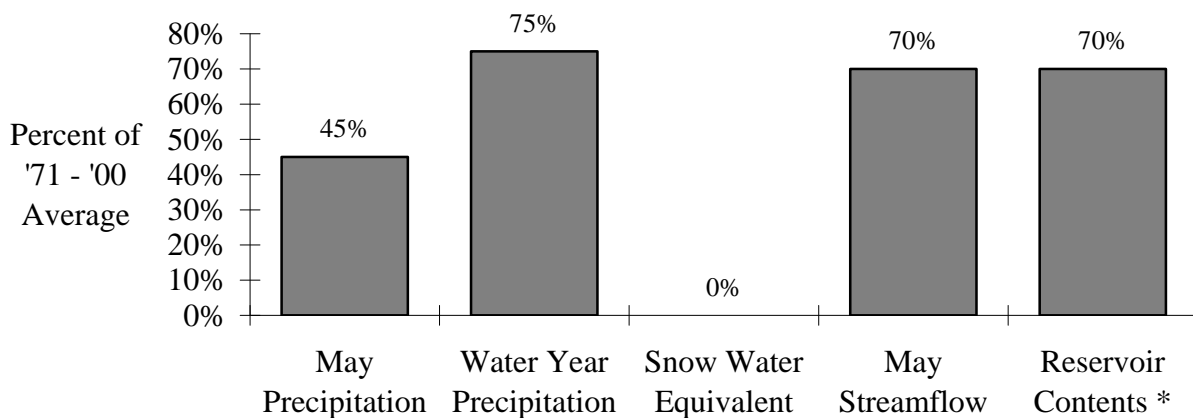 Percent of
'71 - '00
Average
80%
70%
60%
50%
40%
30%
20%
10%
0%
45%
75%
0%
70%
70%
May
Precipitation
Water Year
Precipitation
Snow Water
Equivalent
May
Streamflow
Reservoir
Contents *